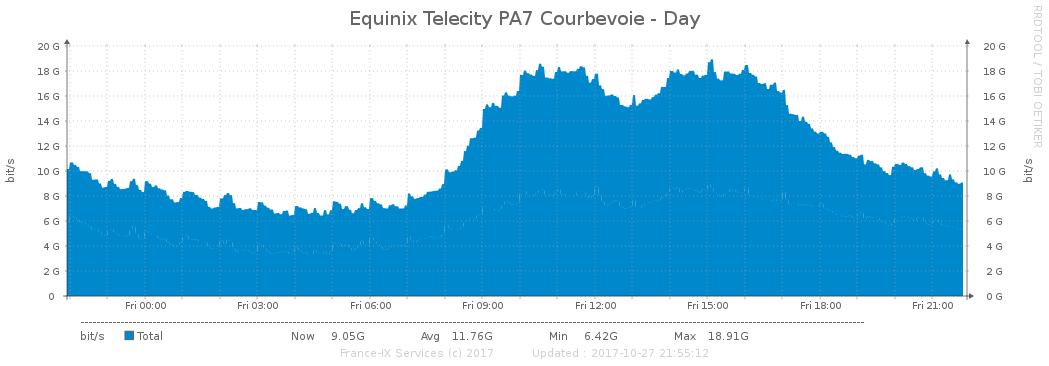 Equinix Telecity PA7 Courbevoie - Day
RRDTOOL / TOBI OETIKER
bit/s
20 G 20 G
18 G 18 G
16 G 16 G
14 G 14 G
12 G 12 G
10 G 10 G
8 G 8 G
6 G 6 G
4 G 4 G
2 G 2 G
0 0 G
bit/s
Fri 00:00 Fri 03:00 Fri 06:00 Fri 09:00 Fri 12:00 Fri 15:00 Fri 18:00 Fri 21:00
bit/s Total Now 9.05G Avg 11.76G Min 6.42G Max 18.91G
France-IX Services (c) 2017 Updated : 2017-10-27 21:55:12